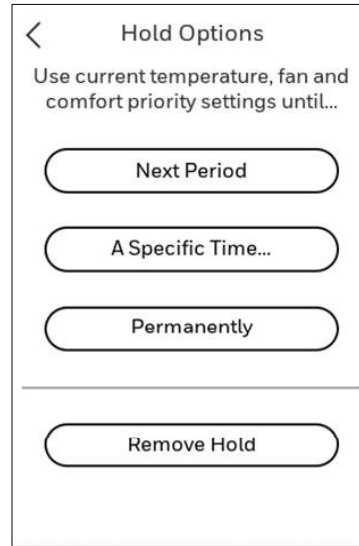 Hold Options
Use current temperature, fan and
comfort priority settings until...
Next Period
A Specific Time...
Permanently
Remove Hold